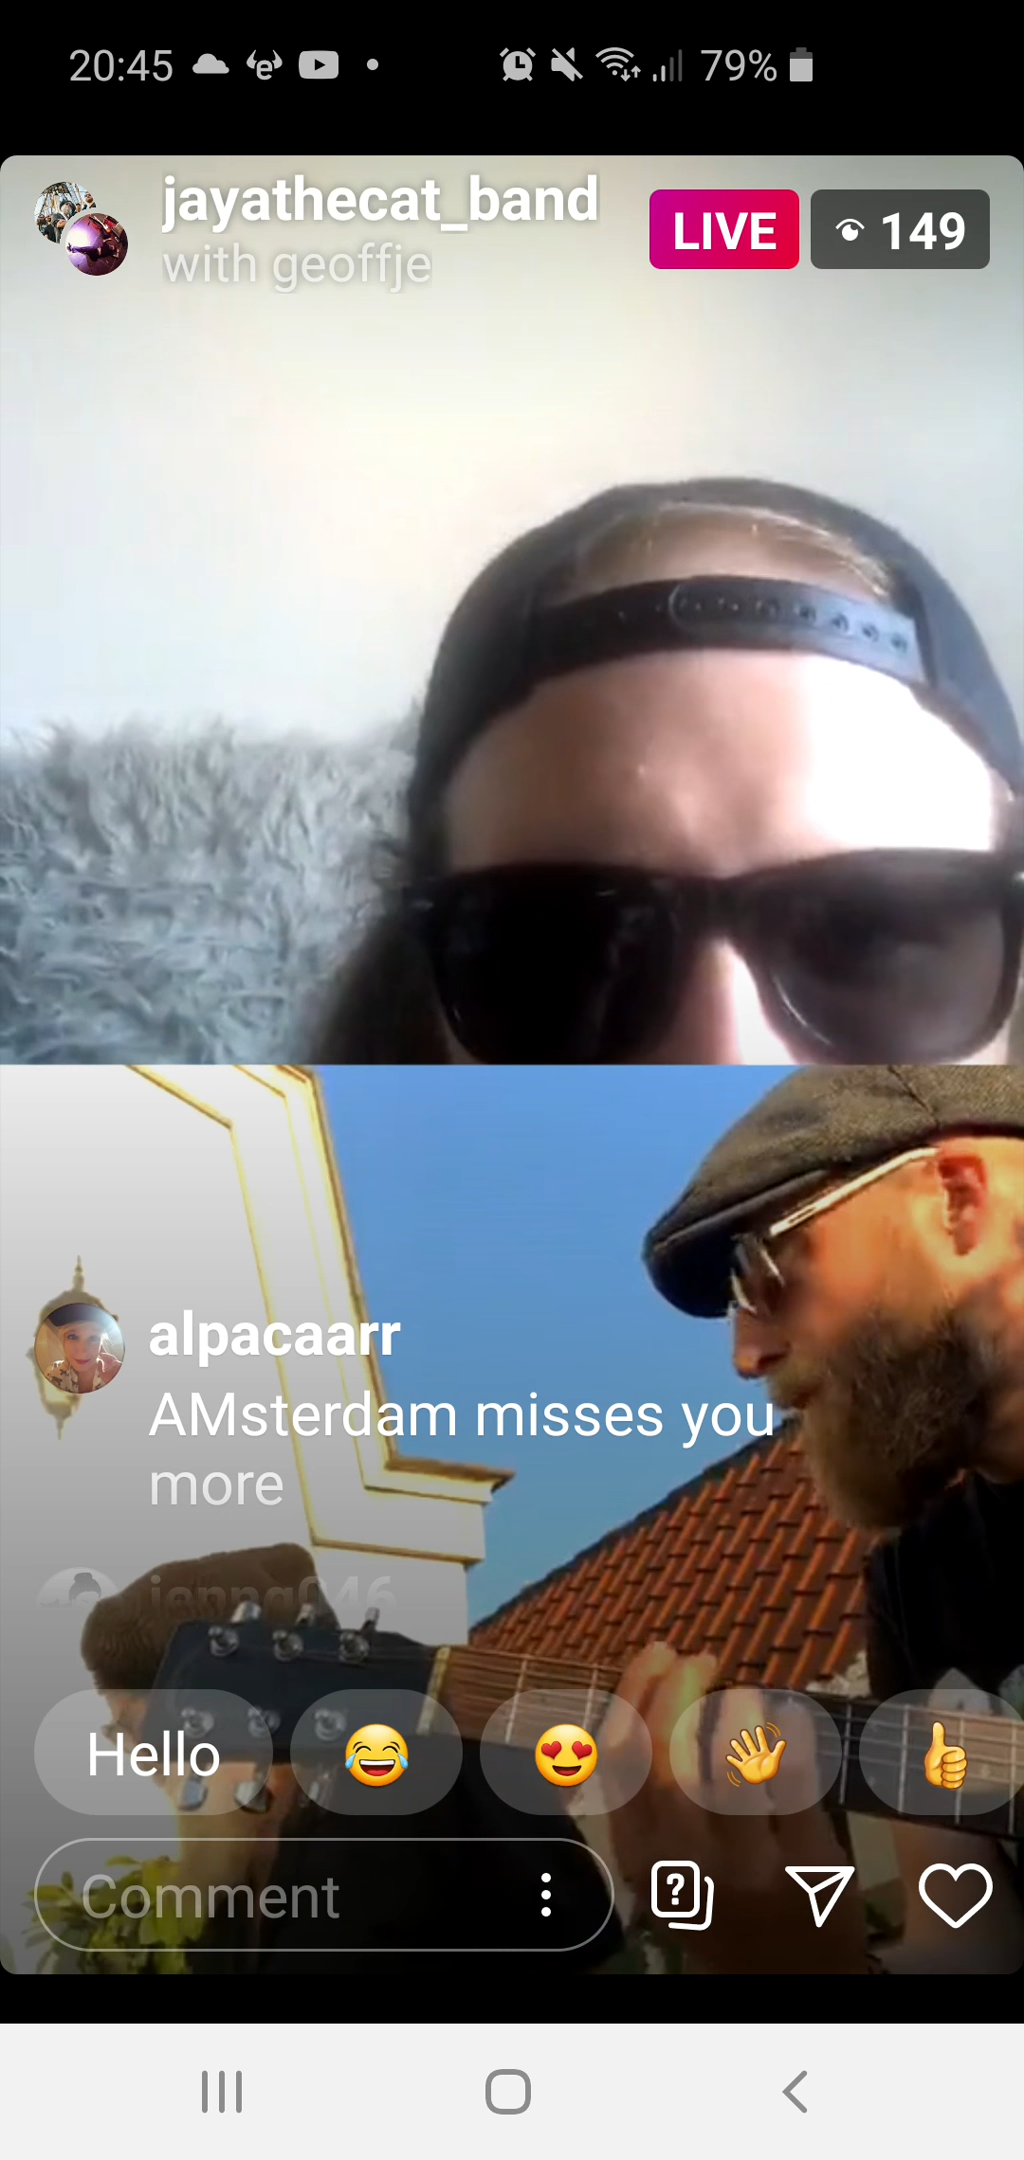 20:45
79%
jayathecat_band
with geoffje
LIVE
149
alpacaarr
AMsterdam misses you
more
Hello
Comment